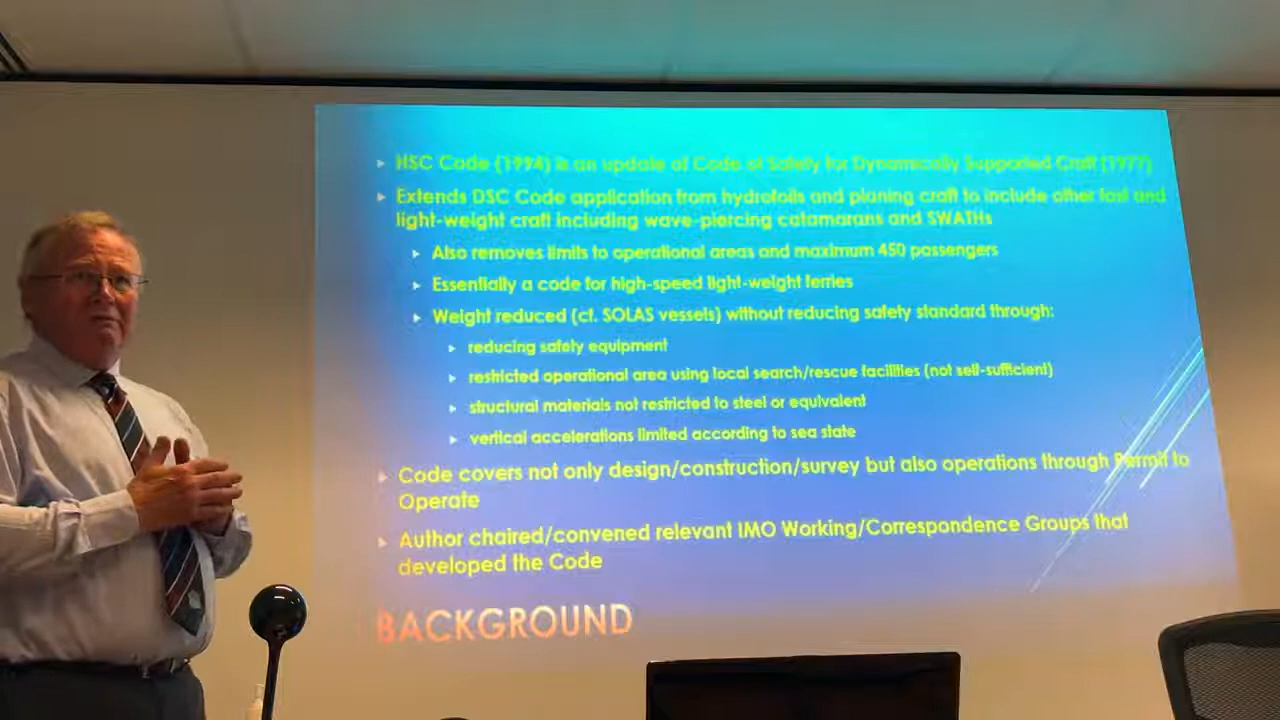 HSC Code (1994) is an update of Code of Safety for Dynamically Supported Craft (1977)
Extends DSC Code application from hydrofoils and planing craft to include other fast and
light-weight craft including wave-piercing catamarans and SWATHs
Also removes limits to operational areas and maximum 450 passengers
Essentially a code for high-speed light-weight ferries
Weight reduced (cf. SOLAS vessels) without reducing safety standard through:
reducing safety equipment
restricted operational area using local search/rescue facilities (not self-sufficient)
structural materials not restricted to steel or equivalent
vertical accelerations limited according to sea state
Code covers not only design/construction/survey but also operations through Permit to
Operate
Author chaired/convened relevant IMO Working/Correspondence Groups that
developed the Code
BACKGROUND